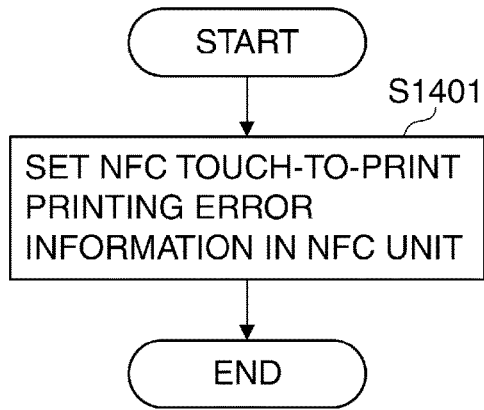 START
S1401
SET NFC TOUCH-TO-PRINT
PRINTING ERROR
INFORMATION IN NFC UNIT
END